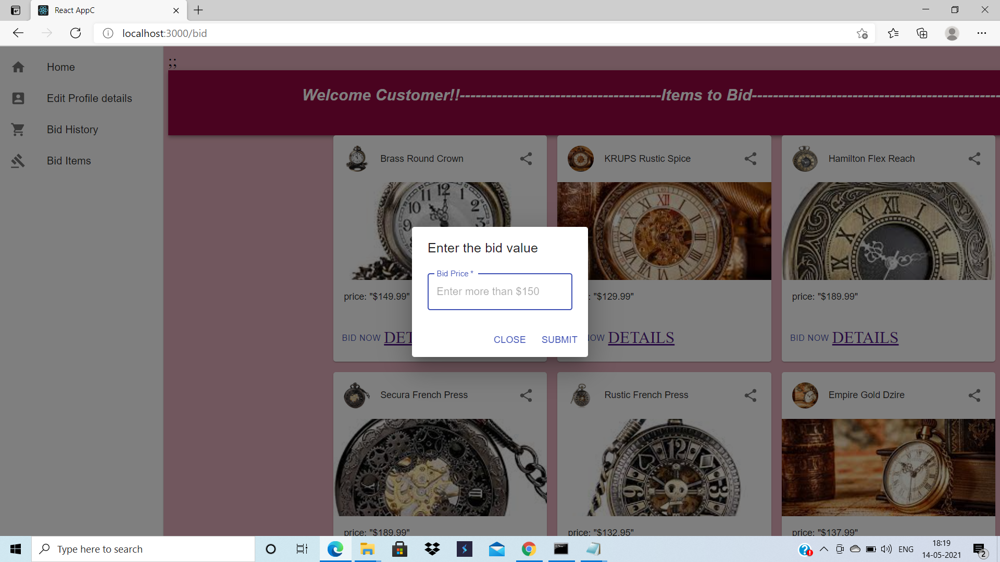 React AppC
localhost:3000/bid
Home
Edit Profile details
Bid History
Bid Items
;;
Welcome Customer!!--------------------------------------Items to Bid-----------------------------------------------
Brass Round Crown
KRUPS Rustic Spice
Hamilton Flex Reach
Enter the bid value
Bid Price *
Enter more than $150
CLOSE SUBMIT
price: "$149.99"
: "$129.99"
price: "$189.99"
BID NOW DET
NOW DETAILS
BID NOW DETAILS
Secura French Press
Rustic French Press
Empire Gold Dzire
price: "$189.99"
price: "$132.95"
price: "$137.99"
Type here to search
ENG
18:19
14-05-2021
2